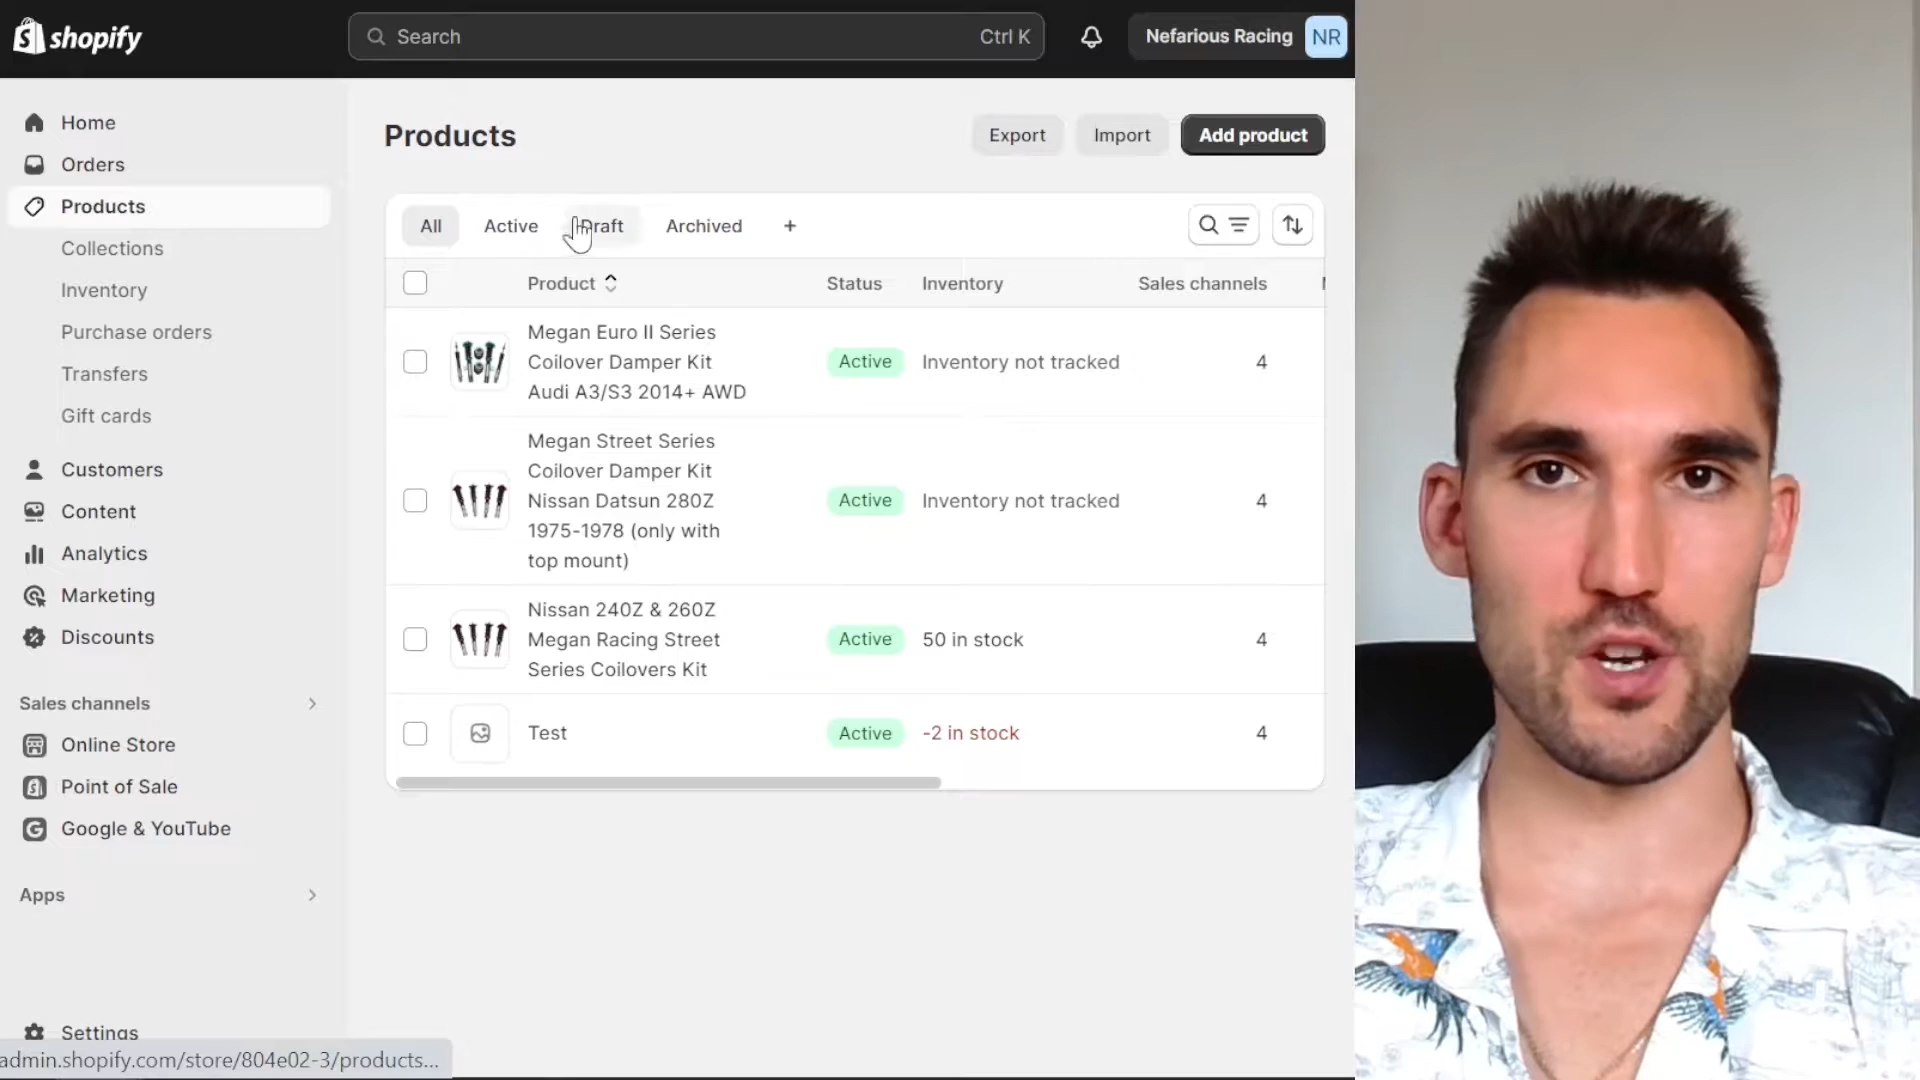 shopify
Search Ctrl K
Nefarious Racing NR
Home
Orders
Products
Collections
Inventory
Purchase orders
Transfers
Gift cards
Customers
Content
Analytics
Marketing
Discounts
Sales channels
Online Store
Point of Sale
Google & YouTube
Apps
Settings
admin.shopify.com/store/804e02-3/products...
Products
Export Import Add product
All Active Draft Archived +
Product Status Inventory Sales channels
Megan Euro II Series
Coilover Damper Kit
Audi A3/S3 2014+ AWD
Active Inventory not tracked 4
Megan Street Series
Coilover Damper Kit
Nissan Datsun 280Z
1975-1978 (only with
top mount)
Active Inventory not tracked 4
Nissan 240Z & 260Z
Megan Racing Street
Series Coilovers Kit
Active 50 in stock 4
Test Active -2 in stock 4